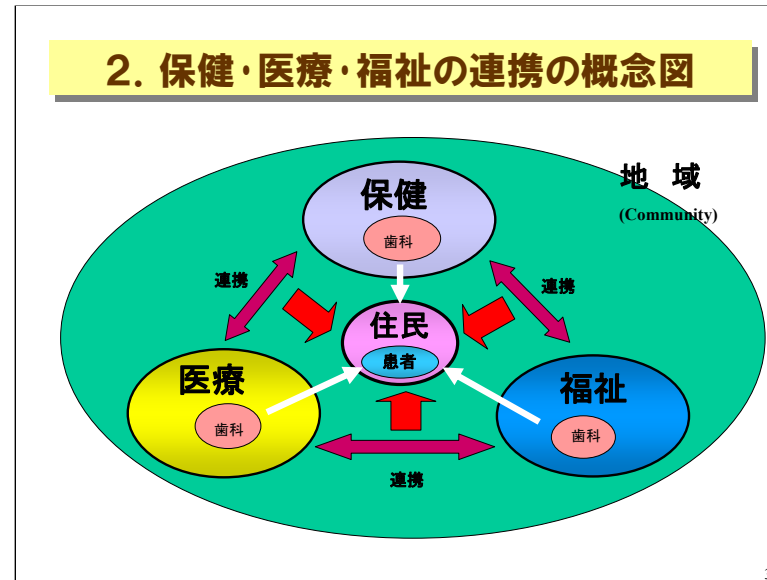 2. 保健・医療・福祉の連携の概念図
地 域
(Community)
保健
歯科
連携
連携
住民
患者
医療
歯科
福祉
歯科
連携